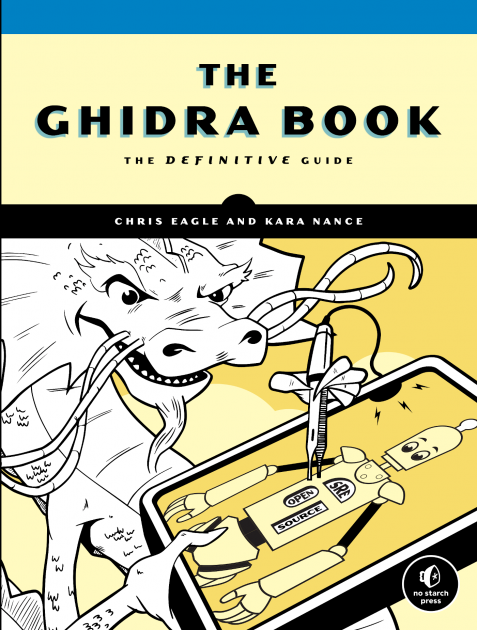 THE
GHIDRA BOOK
THE DEFINITIVE GUIDE
CHRIS EAGLE AND KARA NANCE
OPEN
SRE
SOURCE
no starch
press